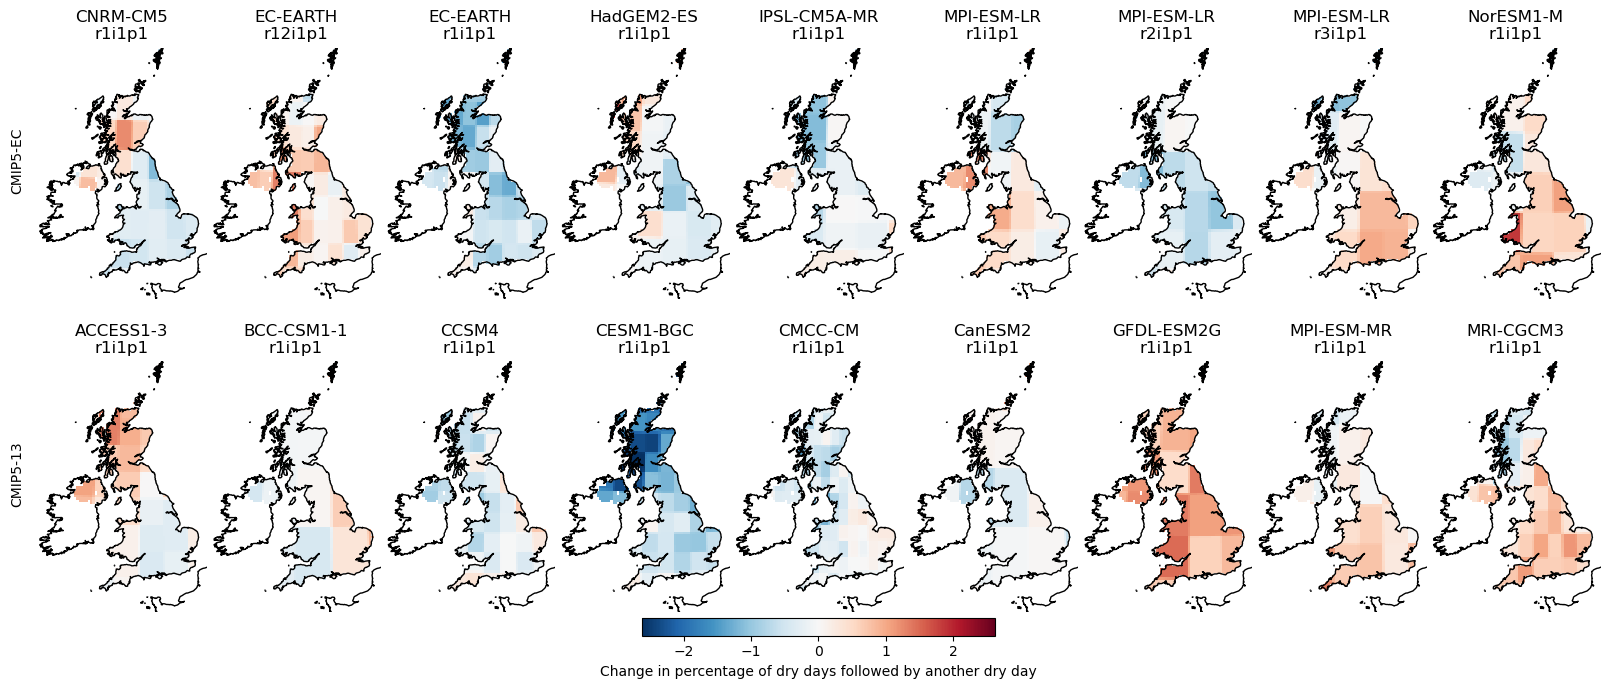 CNRM-CM5 EC-EARTH EC-EARTH HadGEM2-ES IPSL-CM5A-MR MPI-ESM-LR MPI-ESM-LR MPI-ESM-LR NorESM1-M
r1i1p1 r12i1p1 r1i1p1 r1i1p1 r1i1p1 r1i1p1 r2i1p1 r3i1p1 r1i1p1
CMIP5-EC
ACCESS1-3 BCC-CSM1-1 CCSM4 CESM1-BGC CMCC-CM CanESM2 GFDL-ESM2G MPI-ESM-MR MRI-CGCM3
r1i1p1 r1i1p1 r1i1p1 r1i1p1 r1i1p1 r1i1p1 r1i1p1 r1i1p1 r1i1p1
CMIP5-13
−2 −1 0 1 2
Change in percentage of dry days followed by another dry day